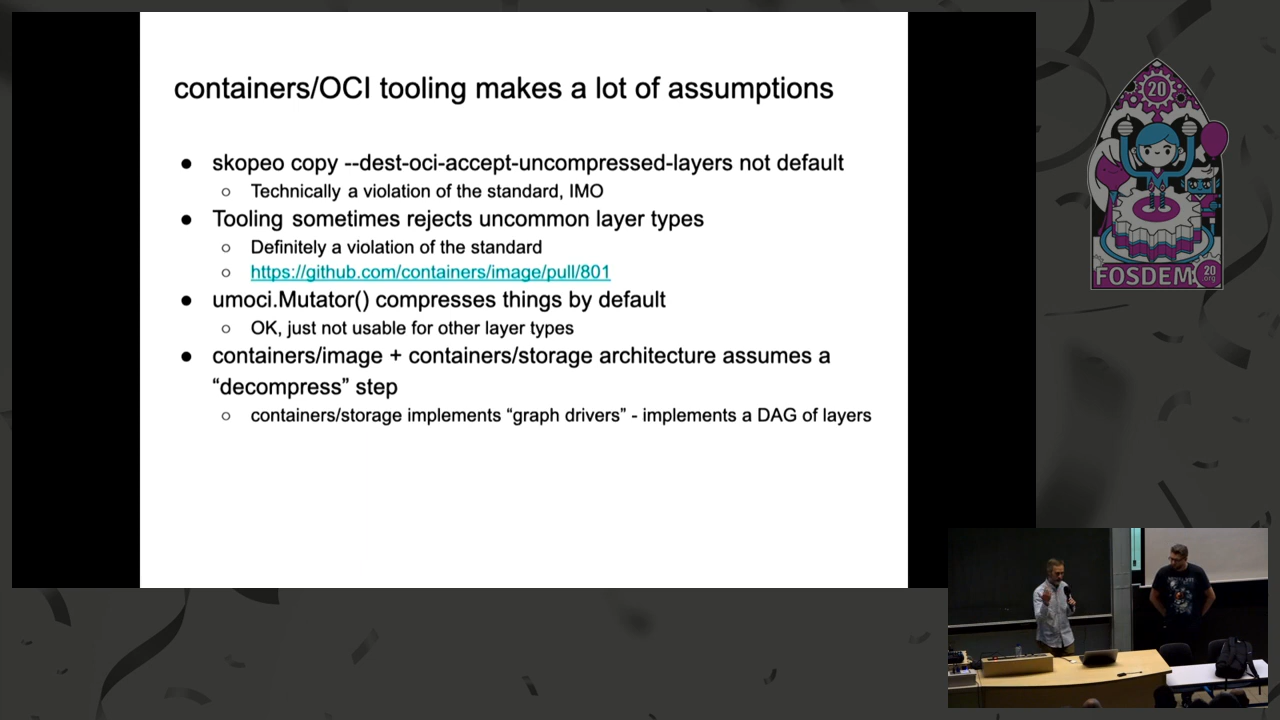 containers/OCI tooling makes a lot of assumptions
● skopeo copy --dest-oci-accept-uncompressed-layers not default
○ Technically a violation of the standard, IMO
● Tooling sometimes rejects uncommon layer types
○ Definitely a violation of the standard
○ https://github.com/containers/image/pull/801
● umoci.Mutator() compresses things by default
○ OK, just not usable for other layer types
● containers/image + containers/storage architecture assumes a
“decompress” step
○ containers/storage implements “graph drivers” - implements a DAG of layers
20
FOSDEM
20
.org